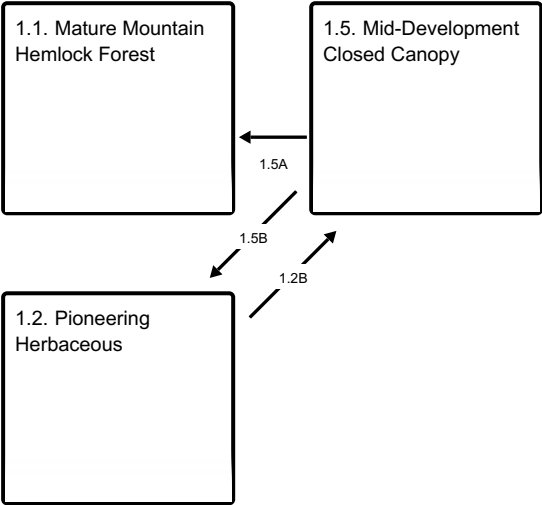 1.1. Mature Mountain
Hemlock Forest
1.5. Mid-Development
Closed Canopy
1.5A
1.5B
1.2B
1.2. Pioneering
Herbaceous